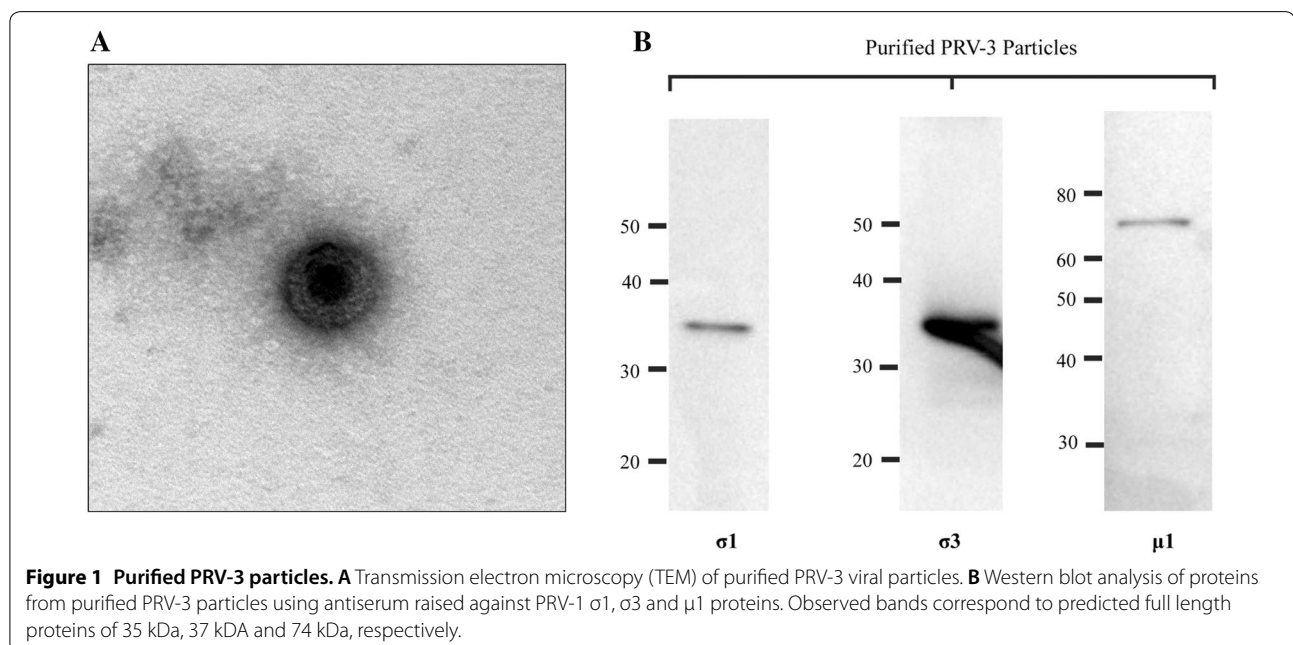 A
B
Purified PRV-3 Particles
50
40
30
20
50
40
30
20
80
60
50
40
30
σ1
σ3
μ1
Figure 1 Purified PRV-3 particles. A Transmission electron microscopy (TEM) of purified PRV-3 viral particles. B Western blot analysis of proteins
from purified PRV-3 particles using antiserum raised against PRV-1 σ1, σ3 and μ1 proteins. Observed bands correspond to predicted full length
proteins of 35 kDa, 37 kDA and 74 kDa, respectively.